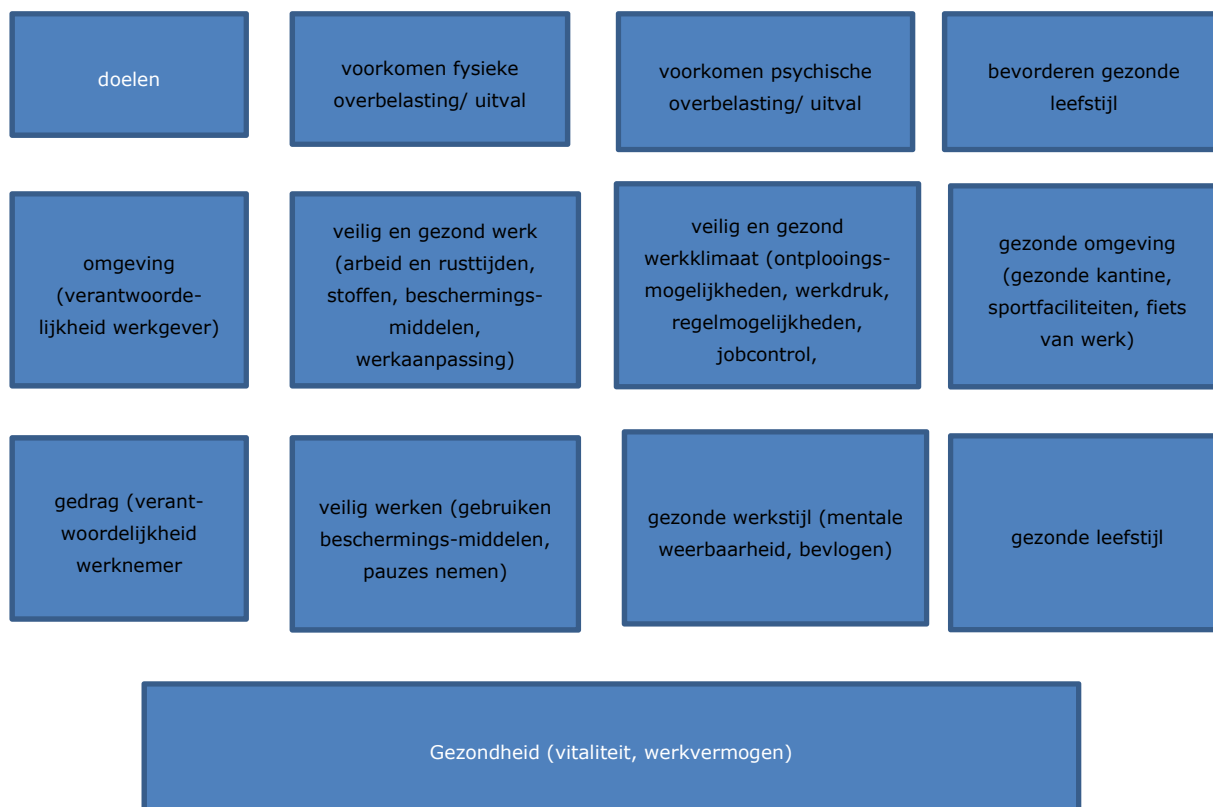 doelen
voorkomen fysieke
overbelasting/ uitval
voorkomen psychische
overbelasting/ uitval
bevorderen gezonde
leefstijl
omgeving
(verantwoorde-
lijkheid werkgever)
veilig en gezond werk
(arbeid en rusttijden,
stoffen, beschermings-
middelen,
werkaanpassing)
veilig en gezond
werkklimaat (ontplooings-
mogelijkheden, werkdruk,
regelmogelijkheden,
jobcontrol,
gezonde omgeving
(gezonde kantine,
sportfaciliteiten, fiets
van werk)
gedrag (verant-
woordelijkheid
werknemer
veilig werken (gebruiken
beschermings-middelen,
pauzes nemen)
gezonde werkstijl (mentale
weerbaarheid, bevlogen)
gezonde leefstijl
Gezondheid (vitaliteit, werkvermogen)